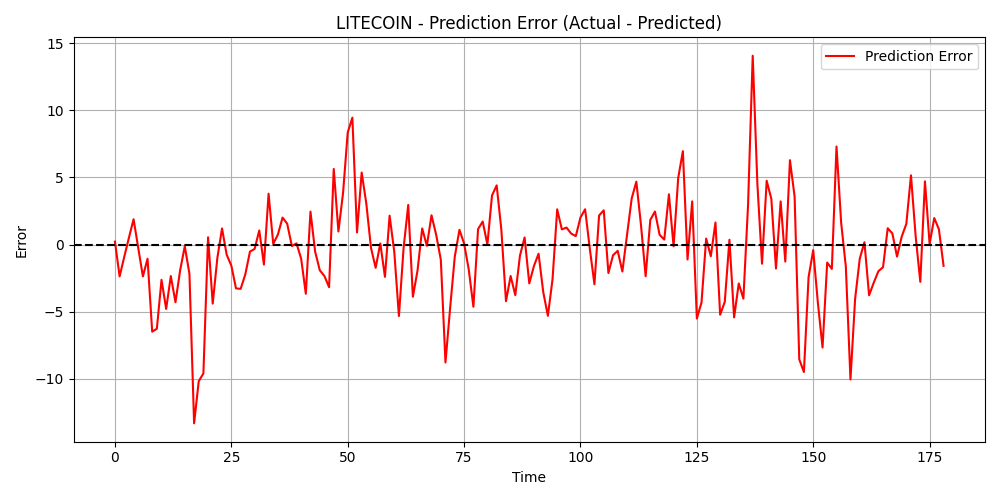 LITECOIN - Prediction Error (Actual - Predicted)
Prediction Error
15
10
5
0
−5
−10
Error
0 25 50 75 100 125 150 175
Time